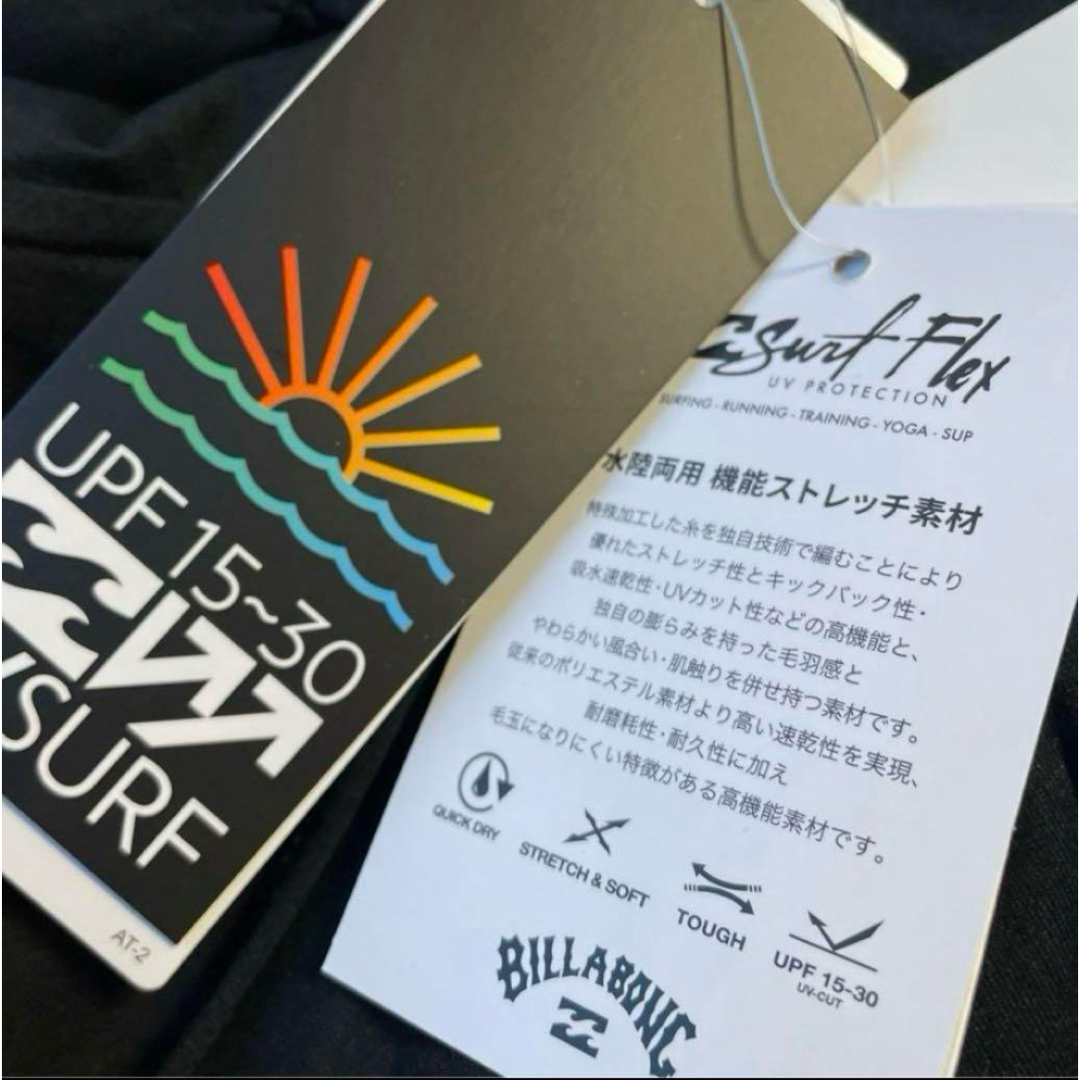 UPF 15~30
/SURF
AT-2
Surf Flex
UV PROTECTION
SURFING - RUNNING - TRAINING - YOGA - SUP
水陸両用 機能ストレッチ素材
特殊加工した糸を独自技術で編むことにより
優れたストレッチ性とキックバック性・
吸水速乾性・UVカット性などの高機能と、
独自の膨らみを持った毛羽感と
やわらかい風合い・肌触りを併せ持つ素材です。
従来のポリエステル素材より高い速乾性を実現、
耐磨耗性・耐久性に加え
毛玉になりにくい特徴がある高機能素材です。
QUICK DRY
STRETCH & SOFT
TOUGH
UPF 15-30
UV-CUT
BILLABONG